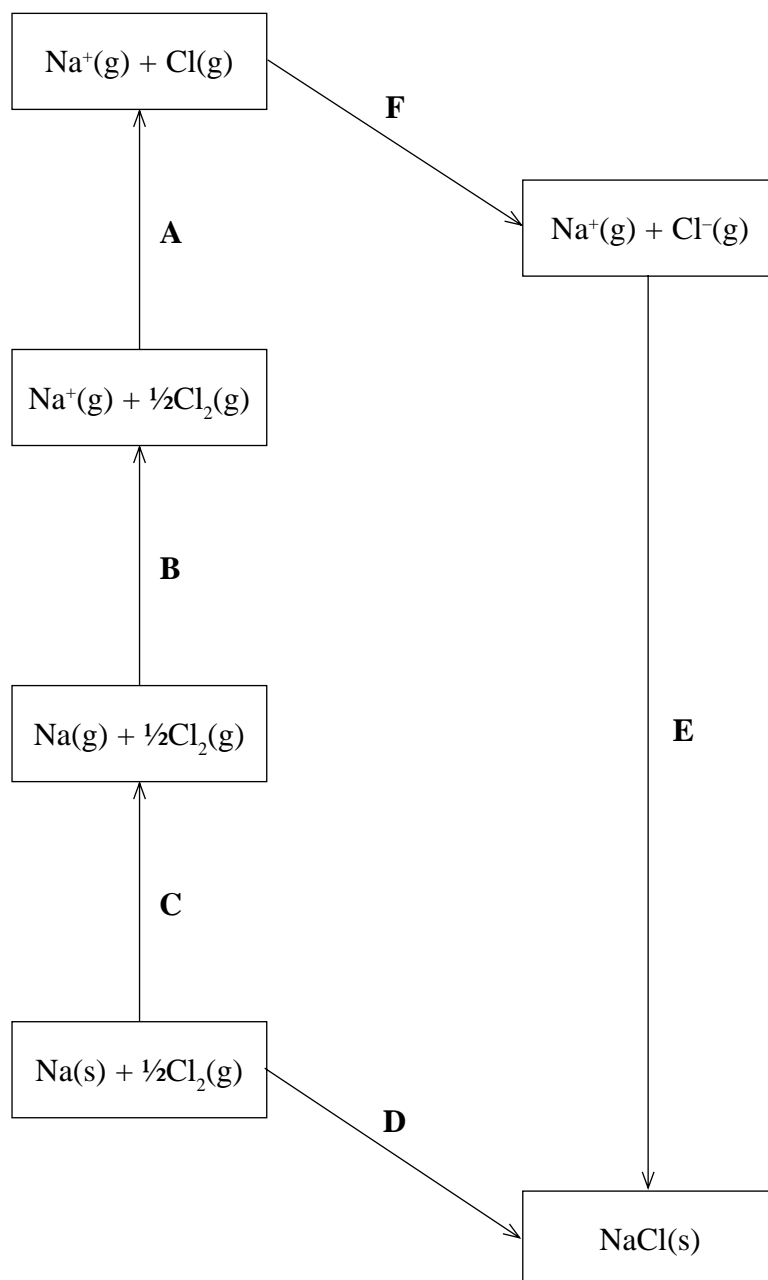 Na⁺(g) + Cl(g)
F
Na⁺(g) + Cl⁻(g)
A
Na⁺(g) + ½Cl₂(g)
B
Na(g) + ½Cl₂(g)
E
C
Na(s) + ½Cl₂(g)
D
NaCl(s)